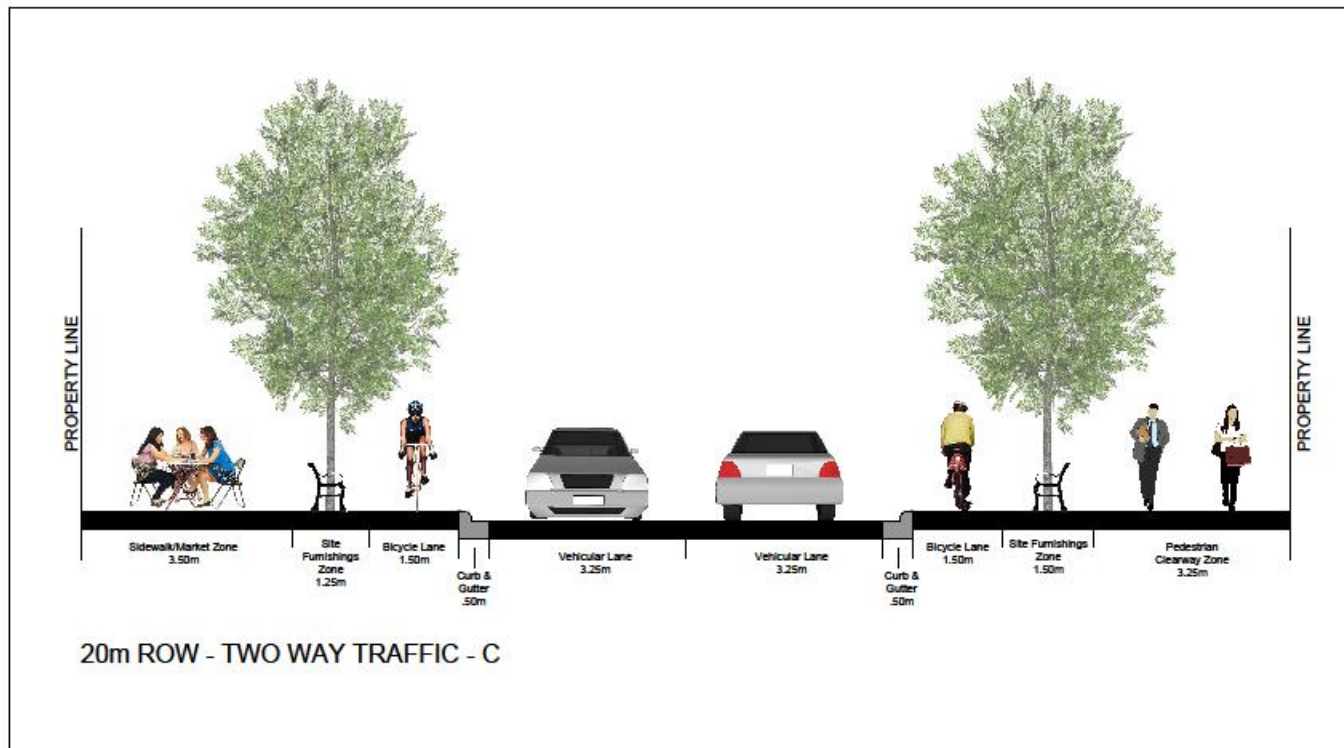 PROPERTY LINE
PROPERTY LINE
Sidewalk/Market Zone
3.50m
Site
Furnishings
Zone
1.25m
Bicycle Lane
1.50m
Curb &
Gutter
.50m
Vehicular Lane
3.25m
Vehicular Lane
3.25m
Curb &
Gutter
.50m
Bicycle Lane
1.50m
Site Furnishings
Zone
1.50m
Pedestrian
Clearway Zone
3.25m
20m ROW - TWO WAY TRAFFIC - C